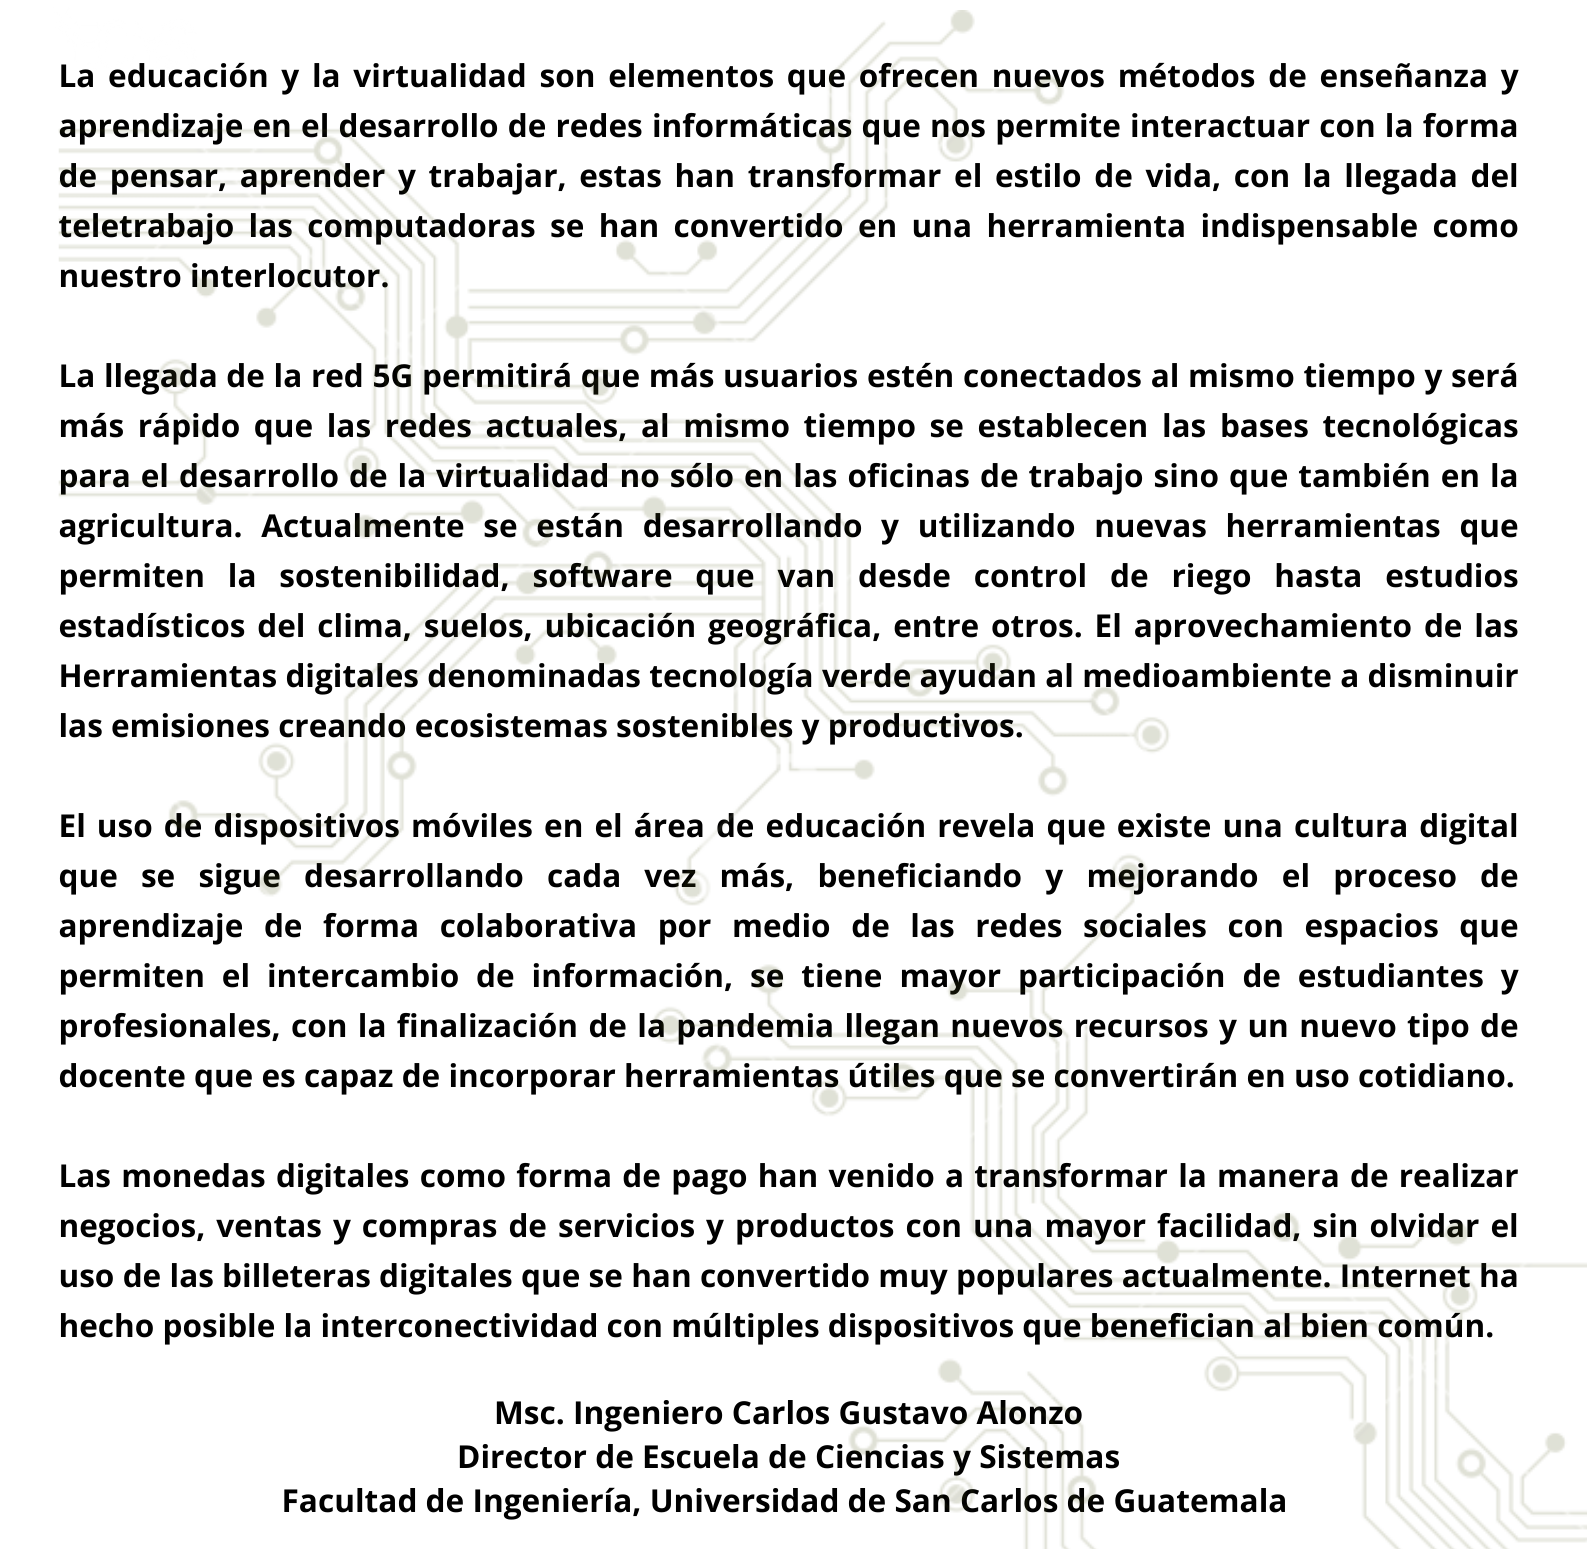 La educación y la virtualidad son elementos que ofrecen nuevos métodos de enseñanza y
aprendizaje en el desarrollo de redes informáticas que nos permite interactuar con la forma
de pensar, aprender y trabajar, estas han transformar el estilo de vida, con la llegada del
teletrabajo las computadoras se han convertido en una herramienta indispensable como
nuestro interlocutor.
La llegada de la red 5G permitirá que más usuarios estén conectados al mismo tiempo y será
más rápido que las redes actuales, al mismo tiempo se establecen las bases tecnológicas
para el desarrollo de la virtualidad no sólo en las oficinas de trabajo sino que también en la
agricultura. Actualmente se están desarrollando y utilizando nuevas herramientas que
permiten la sostenibilidad, software que van desde control de riego hasta estudios
estadísticos del clima, suelos, ubicación geográfica, entre otros. El aprovechamiento de las
Herramientas digitales denominadas tecnología verde ayudan al medioambiente a disminuir
las emisiones creando ecosistemas sostenibles y productivos.
El uso de dispositivos móviles en el área de educación revela que existe una cultura digital
que se sigue desarrollando cada vez más, beneficiando y mejorando el proceso de
aprendizaje de forma colaborativa por medio de las redes sociales con espacios que
permiten el intercambio de información, se tiene mayor participación de estudiantes y
profesionales, con la finalización de la pandemia llegan nuevos recursos y un nuevo tipo de
docente que es capaz de incorporar herramientas útiles que se convertirán en uso cotidiano.
Las monedas digitales como forma de pago han venido a transformar la manera de realizar
negocios, ventas y compras de servicios y productos con una mayor facilidad, sin olvidar el
uso de las billeteras digitales que se han convertido muy populares actualmente. Internet ha
hecho posible la interconectividad con múltiples dispositivos que benefician al bien común.
Msc. Ingeniero Carlos Gustavo Alonzo
Director de Escuela de Ciencias y Sistemas
Facultad de Ingeniería, Universidad de San Carlos de Guatemala